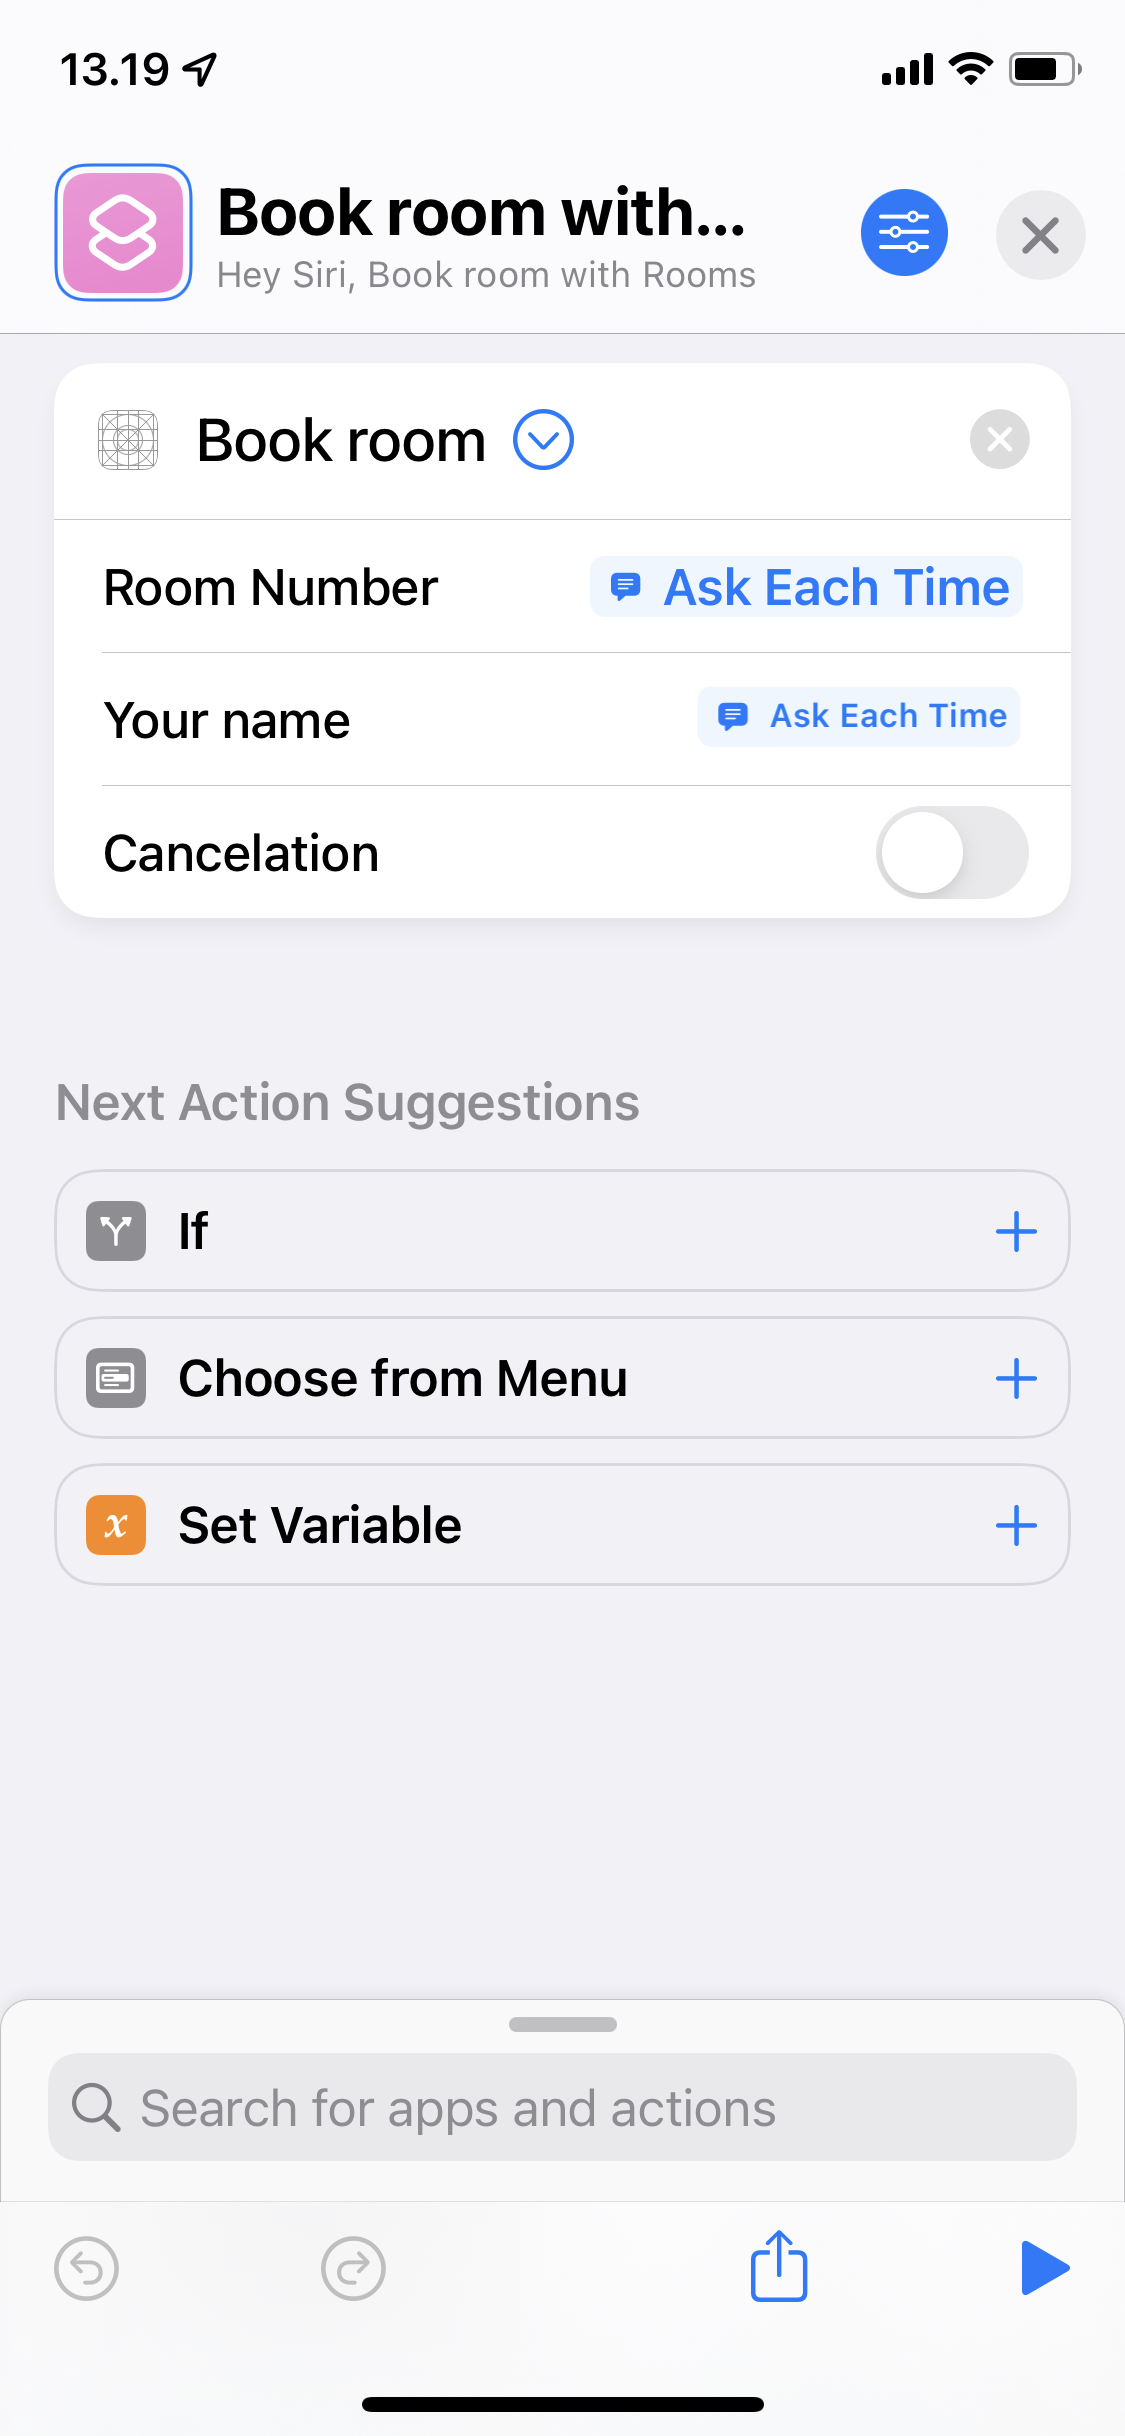 13.19
Book room with...
Hey Siri, Book room with Rooms
Book room
Room Number Ask Each Time
Your name Ask Each Time
Cancelation
Next Action Suggestions
If
Choose from Menu
x Set Variable
Search for apps and actions